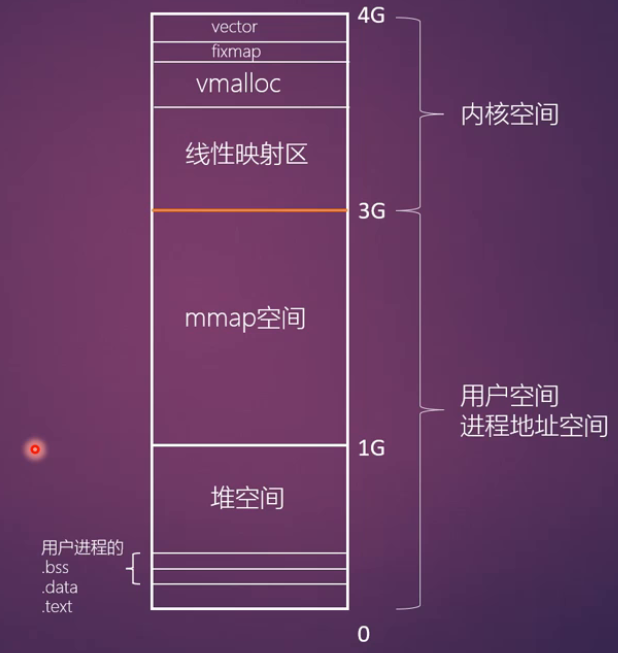 vector
fixmap
vmalloc
线性映射区
mmap空间
堆空间
用户进程的
.bss
.data
.text
4G
3G
1G
0
内核空间
用户空间
进程地址空间